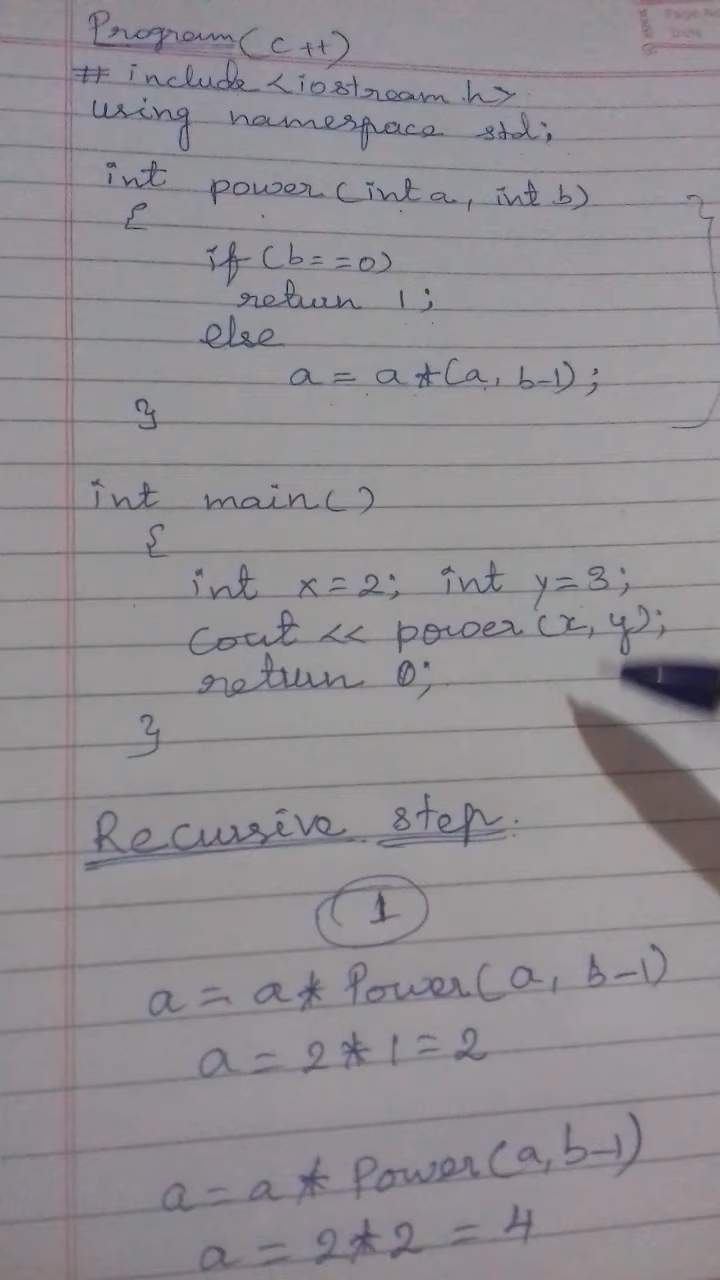 Program (C++)
# include <iostream.h>
using namespace std;
int power (int a, int b)
{
if (b==0)
return 1;
else
a = a*(a, b-1);
}
int main()
{
int x=2; int y=3;
Cout << power(x,y);
return 0;
}
Recursive step.
1
a = a* Power(a, b-1)
a = 2*1=2
a=a* Power(a,b-1)
a = 2*2 = 4